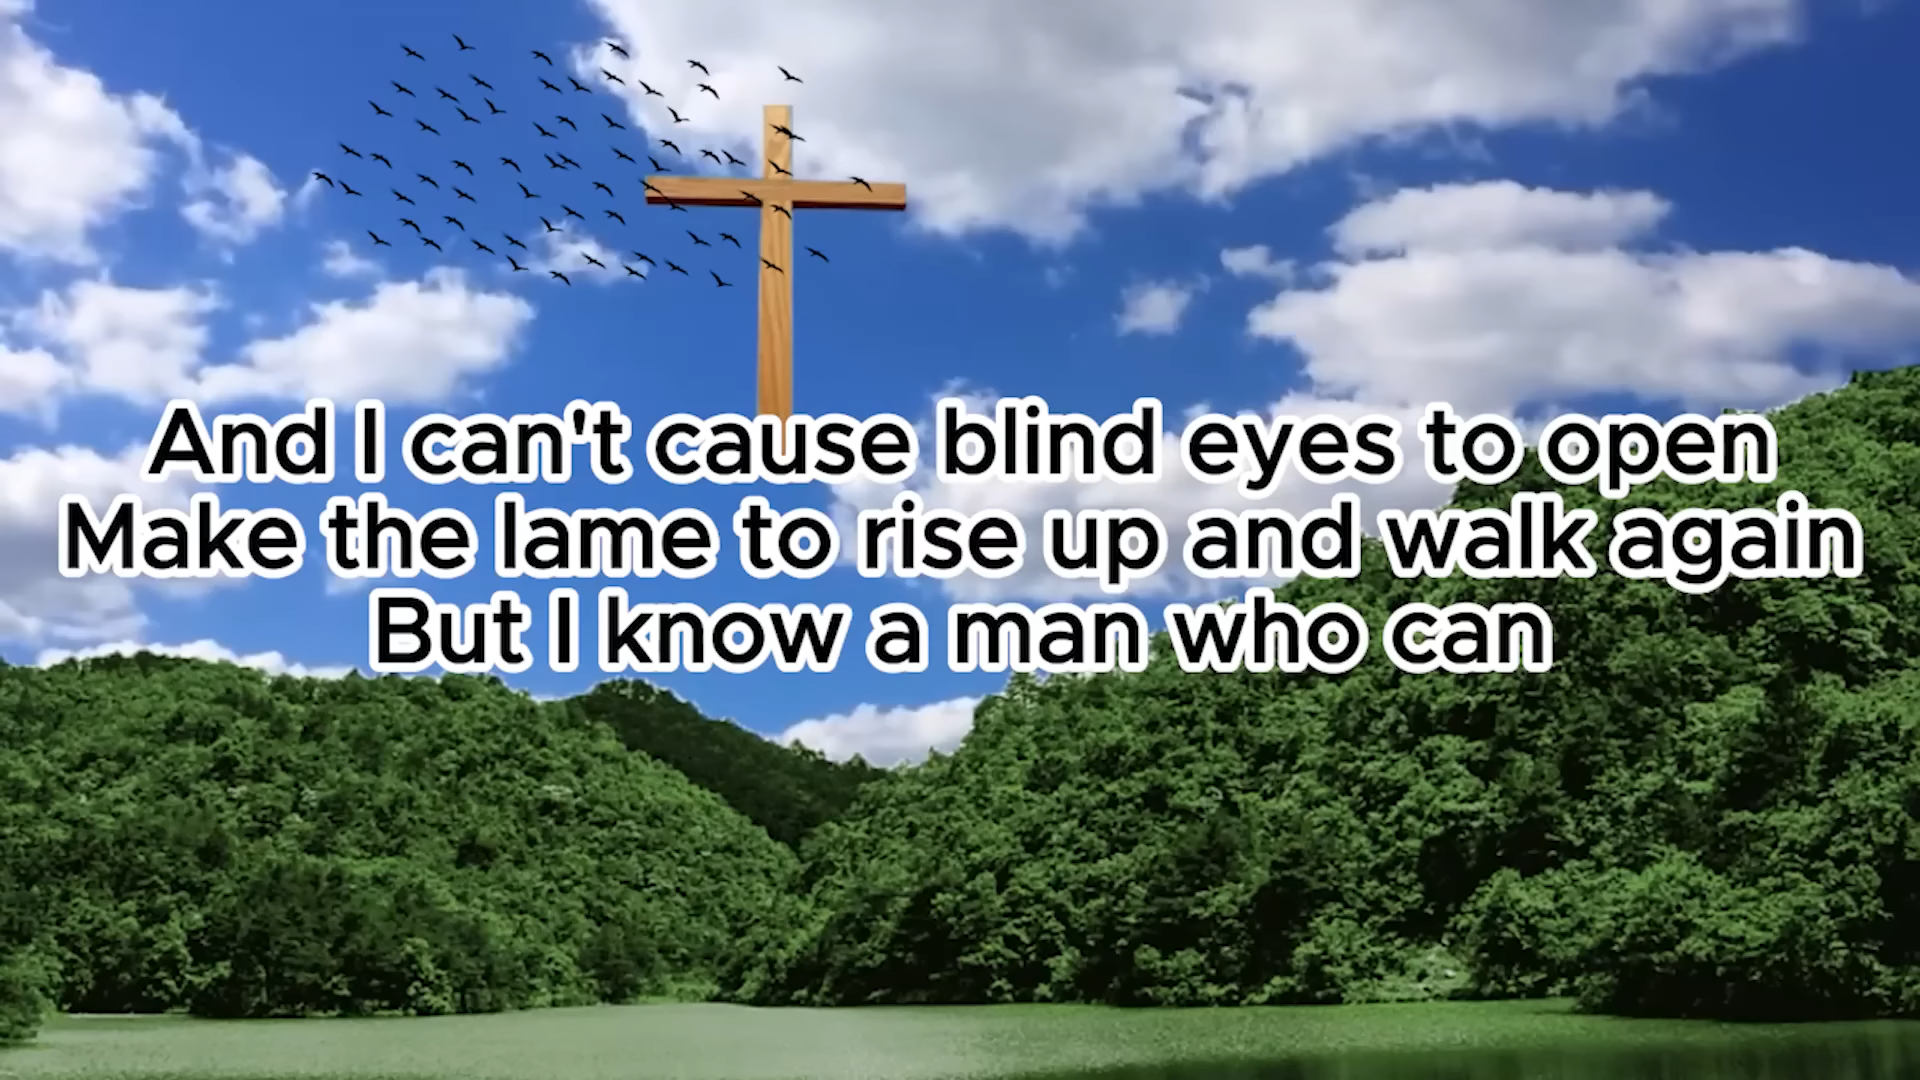 And I can't cause blind eyes to open
Make the lame to rise up and walk again
But I know a man who can